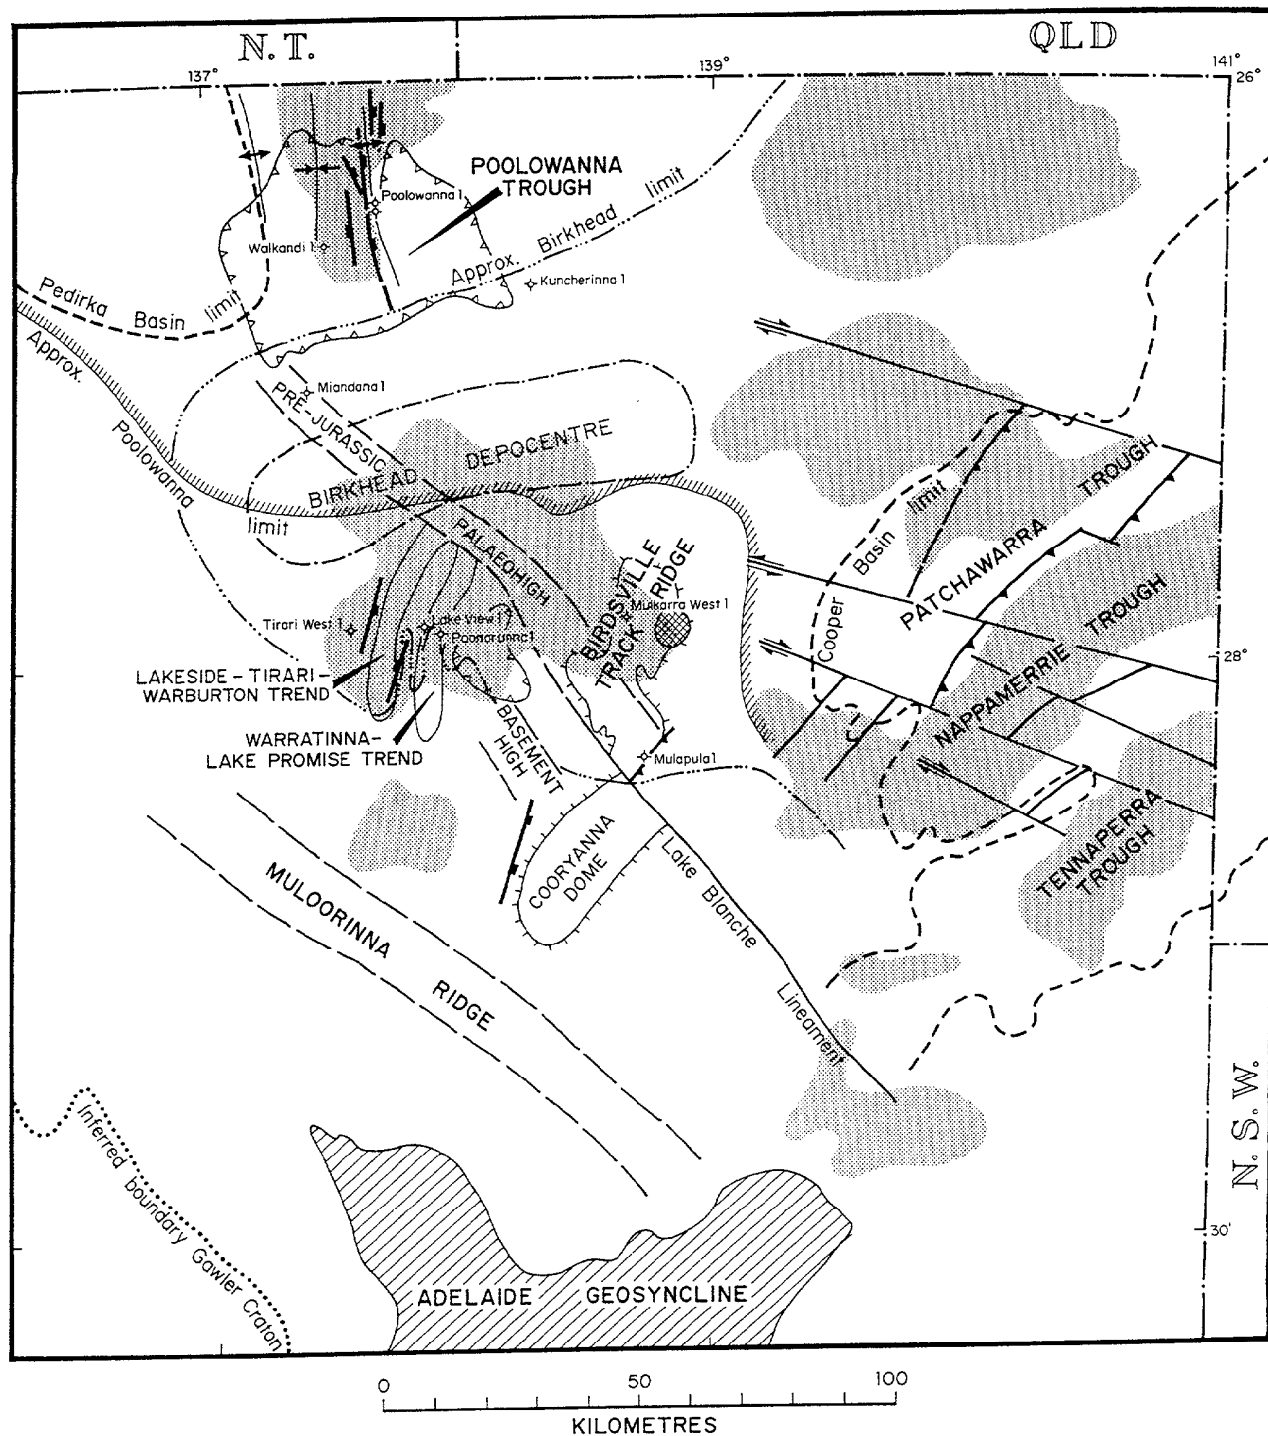 N.T.
QLD
137°
139°
141°
26°
POOLOWANNA
TROUGH
Poolowanna 1
Walkandi 1
Approx. Birkhead limit
Kuncherinna 1
Pedirka Basin limit
Approx. Poolowanna limit
Miandana 1
PRE-JURASSIC PALAEOHIGH
BIRKHEAD DEPOCENTRE
Cooper Basin limit
PATCHAWARRA TROUGH
BIRDSVILLE
TRACK RIDGE
Mulkarra West 1
Tirari West 1
Lake View 1
Poonarunna 1
NAPPAMERRIE TROUGH
28°
LAKESIDE – TIRARI –
WARBURTON TREND
WARRATINNA–
LAKE PROMISE TREND
BASEMENT
HIGH
Mulapula 1
COORYANNA
DOME
TENNAPERRA
TROUGH
Lake Blanche Lineament
MULOORINNA RIDGE
N.S.W.
Inferred boundary Gawler Craton
30'
ADELAIDE GEOSYNCLINE
0 50 100
KILOMETRES